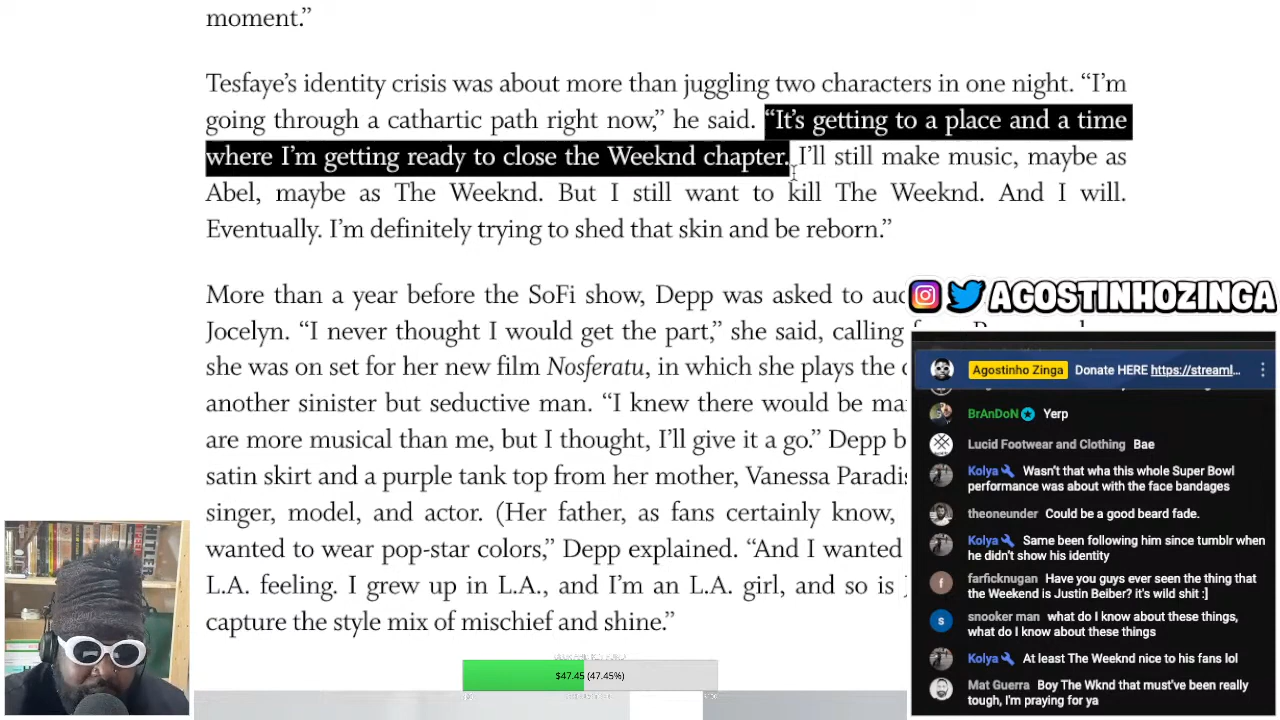 moment.”
Tesfaye’s identity crisis was about more than juggling two characters in one night. “I’m
going through a cathartic path right now,” he said. “It’s getting to a place and a time
where I’m getting ready to close the Weeknd chapter. I’ll still make music, maybe as
Abel, maybe as The Weeknd. But I still want to kill The Weeknd. And I will.
Eventually. I’m definitely trying to shed that skin and be reborn.”
More than a year before the SoFi show, Depp was asked to
Jocelyn. “I never thought I would get the part,” she said, calling
she was on set for her new film Nosferatu, in which she plays the
another sinister but seductive man. “I knew there would be
are more musical than me, but I thought, I’ll give it a go.” Depp
satin skirt and a purple tank top from her mother, Vanessa
singer, model, and actor. (Her father, as fans certainly know,
wanted to wear pop-star colors,” Depp explained. “And I wanted
L.A. feeling. I grew up in L.A., and I’m an L.A. girl, and so is
capture the style mix of mischief and shine.”
AGOSTINHOZINGA
Agostinho Zinga Donate HERE https://streaml...
BrAnDoN Yerp
Lucid Footwear and Clothing Bae
Kolya Wasn't that wha this whole Super Bowl
performance was about with the face bandages
theoneunder Could be a good beard fade.
Kolya Same been following him since tumblr when
he didn't show his identity
farficknugan Have you guys ever seen the thing that
the Weekend is Justin Beiber? it's wild shit :]
snooker man what do I know about these things,
what do I know about these things
Kolya At least The Weeknd nice to his fans lol
Mat Guerra Boy The Wknd that must've been really
tough, I'm praying for ya
$47.45 (47.45%)